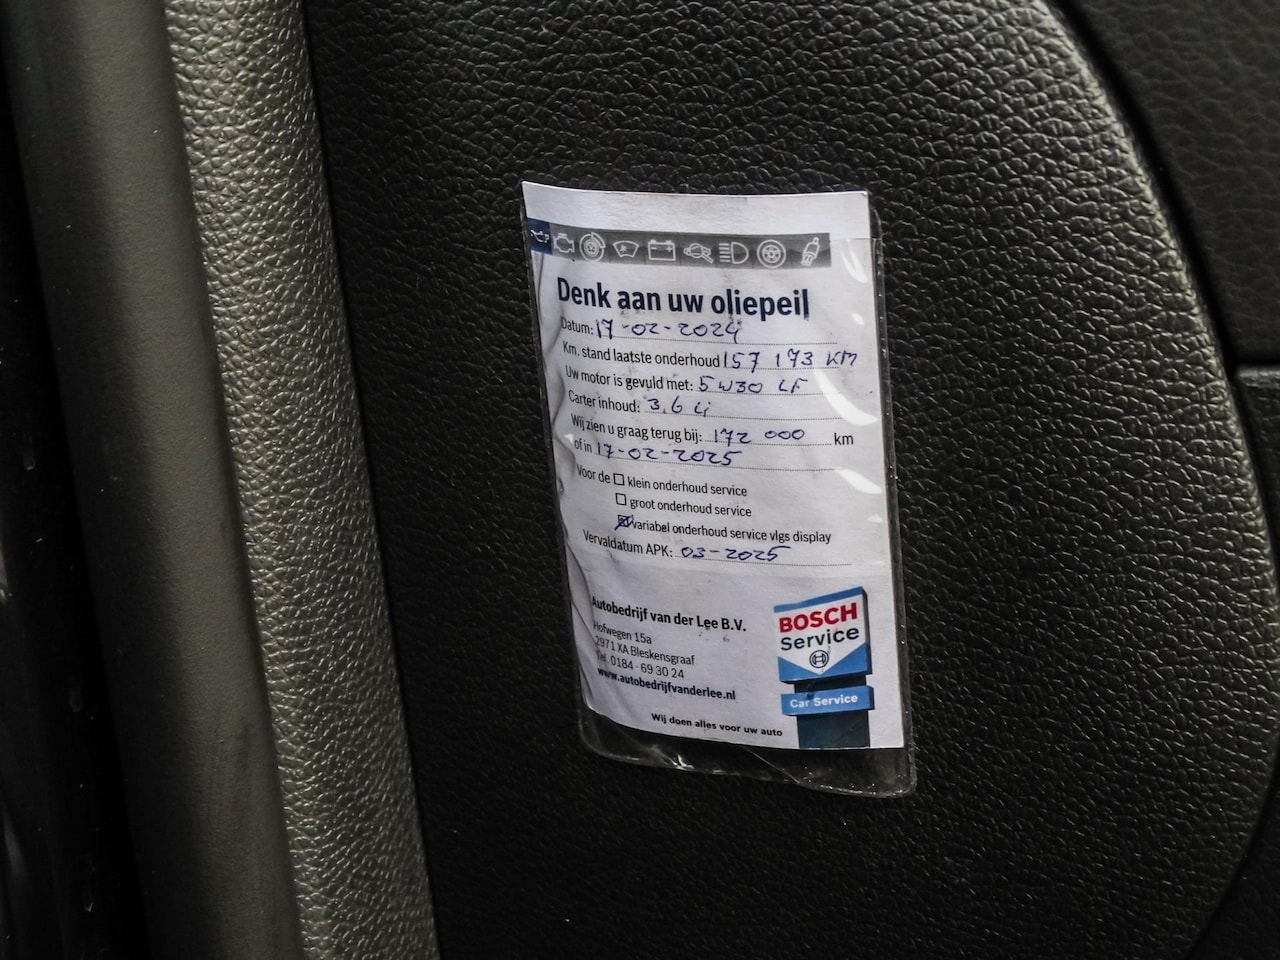 Denk aan uw oliepeil
Datum: 17-02-2024
Km. stand laatste onderhoud 157 173 KM
Uw motor is gevuld met: 5W30 LF
Carter inhoud: 3,6 Li
Wij zien u graag terug bij: 172 000 km
of in 17-02-2025
Voor de klein onderhoud service
groot onderhoud service
variabel onderhoud service vlgs display
Vervaldatum APK: 03-2025
Autobedrijf van der Lee B.V.
Hofwegen 15a
2971 XA Bleskensgraaf
Tel. 0184 - 69 30 24
www.autobedrijfvanderlee.nl
Wij doen alles voor uw auto
BOSCH
Service
Car Service